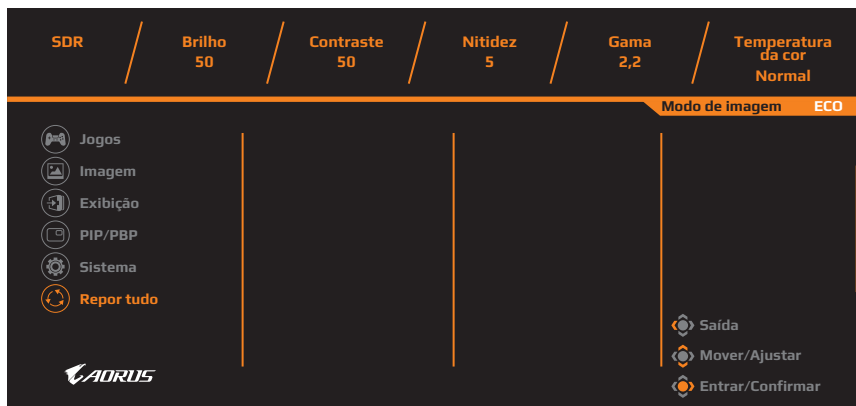 SDR
Brilho
50
Contraste
50
Nitidez
5
Gama
2,2
Temperatura
da cor
Normal
Modo de imagem ECO
Jogos
Imagem
Exibição
PIP/PBP
Sistema
Repor tudo
Saída
Mover/Ajustar
Entrar/Confirmar
AORUS